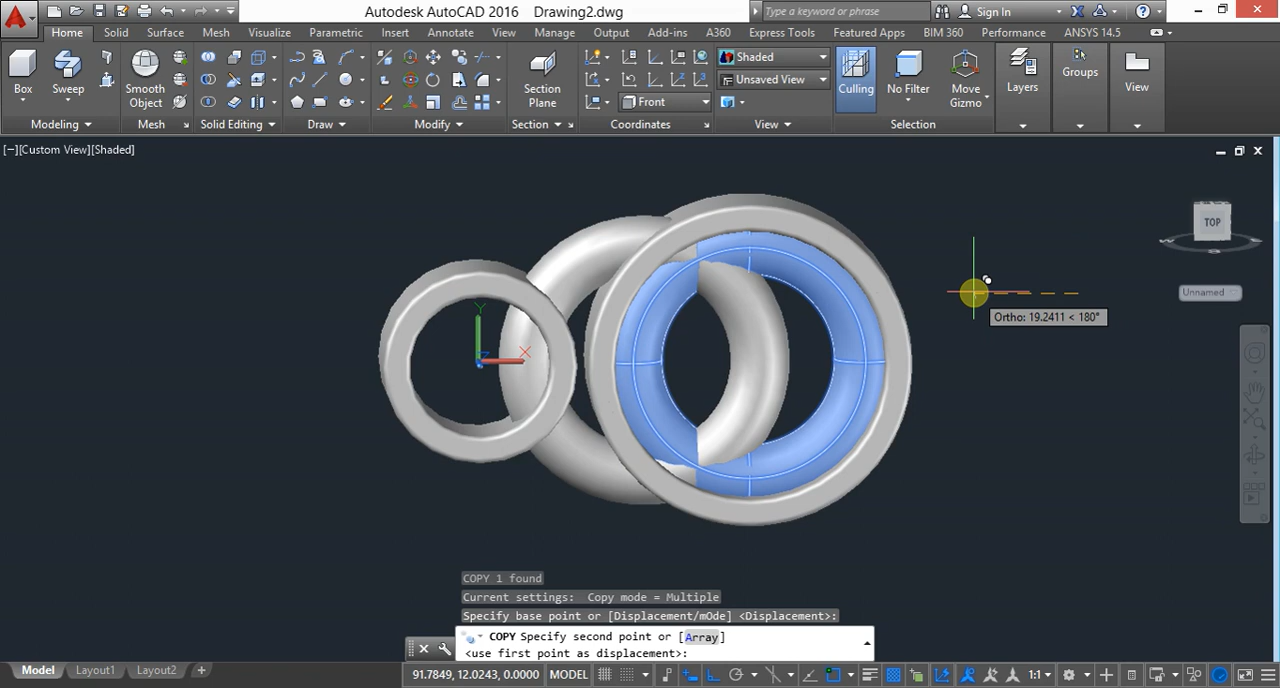 Autodesk AutoCAD 2016 Drawing2.dwg
Type a keyword or phrase
Sign In
Home Solid Surface Mesh Visualize Parametric Insert Annotate View Manage Output Add-ins A360 Express Tools Featured Apps BIM 360 Performance ANSYS 14.5
Box
Sweep
Modeling
Smooth
Object
Mesh
Solid Editing
Draw
Modify
Section
Plane
Section
Front
Coordinates
Shaded
Unsaved View
View
Culling
No Filter
Move
Gizmo
Selection
Layers
Groups
View
[−][Custom View][Shaded]
TOP
W
Unnamed
Y
X
Z
Ortho: 19.2411 < 180°
COPY 1 found
Current settings:  Copy mode = Multiple
Specify base point or [Displacement/mOde] <Displacement>:
COPY Specify second point or [Array]
<use first point as displacement>:
Model Layout1 Layout2 +
91.7849, 12.0243, 0.0000 MODEL 1:1